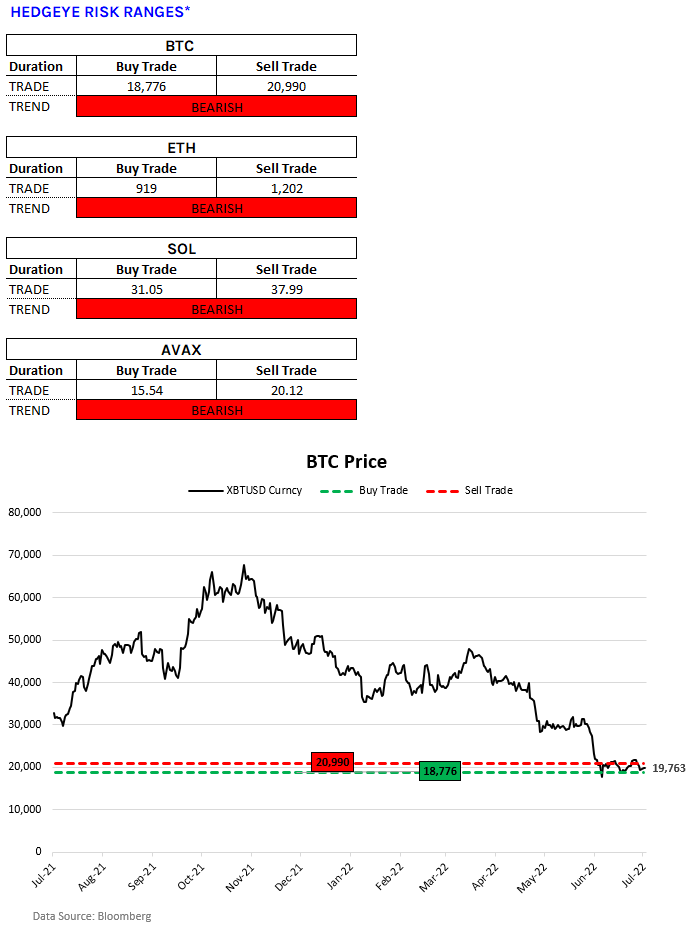 HEDGEYE RISK RANGES*
BTC
Duration Buy Trade Sell Trade
TRADE 18,776 20,990
TREND BEARISH
ETH
Duration Buy Trade Sell Trade
TRADE 919 1,202
TREND BEARISH
SOL
Duration Buy Trade Sell Trade
TRADE 31.05 37.99
TREND BEARISH
AVAX
Duration Buy Trade Sell Trade
TRADE 15.54 20.12
TREND BEARISH
BTC Price
XBTUSD Curncy Buy Trade Sell Trade
80,000
70,000
60,000
50,000
40,000
30,000
20,000
10,000
0
20,990
18,776
19,763
Jul-21 Aug-21 Sep-21 Oct-21 Nov-21 Dec-21 Jan-22 Feb-22 Mar-22 Apr-22 May-22 Jun-22 Jul-22
Data Source: Bloomberg